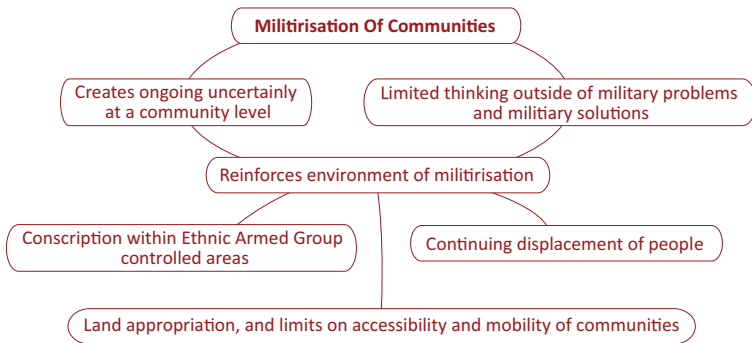 Militirisation Of Communities
Creates ongoing uncertainly
at a community level
Limited thinking outside of military problems
and militiary solutions
Reinforces environment of militirisation
Conscription within Ethnic Armed Group
controlled areas
Continuing displacement of people
Land appropriation, and limits on accessibility and mobility of communities